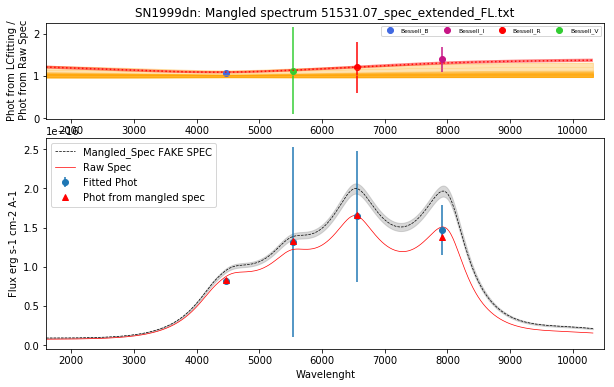 SN1999dn: Mangled spectrum 51531.07_spec_extended_FL.txt
Phot from LCfitting /
Phot from Raw Spec
2
1
0
Bessell_B
Bessell_I
Bessell_R
Bessell_V
2000 3000 4000 5000 6000 7000 8000 9000 10000
1e−16
Flux erg s-1 cm-2 A-1
2.5
2.0
1.5
1.0
0.5
0.0
Mangled_Spec FAKE SPEC
Raw Spec
Fitted Phot
Phot from mangled spec
2000 3000 4000 5000 6000 7000 8000 9000 10000
Wavelenght